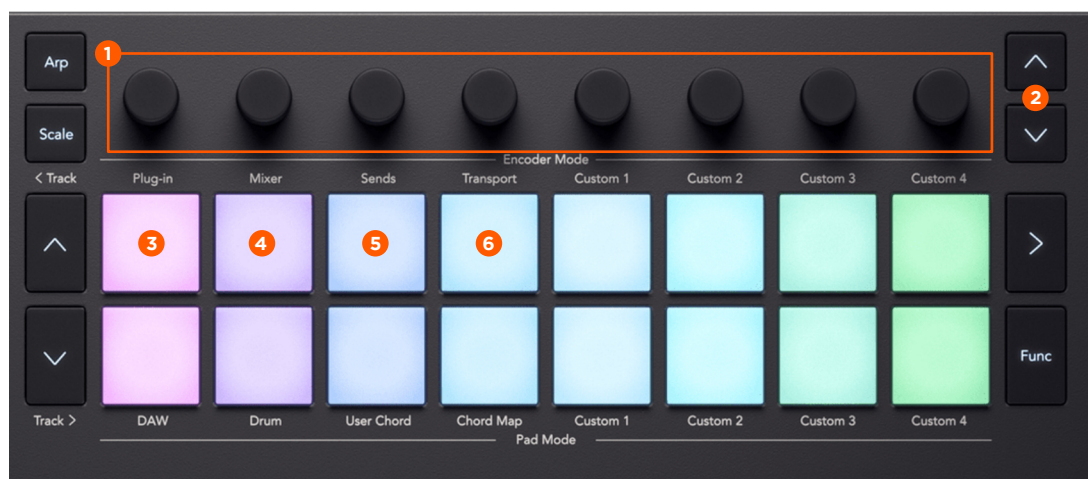 Arp
1
2
Scale
Encoder Mode
< Track
Plug-in
Mixer
Sends
Transport
Custom 1
Custom 2
Custom 3
Custom 4
3
4
5
6
Func
Track >
DAW
Drum
User Chord
Chord Map
Custom 1
Custom 2
Custom 3
Custom 4
Pad Mode